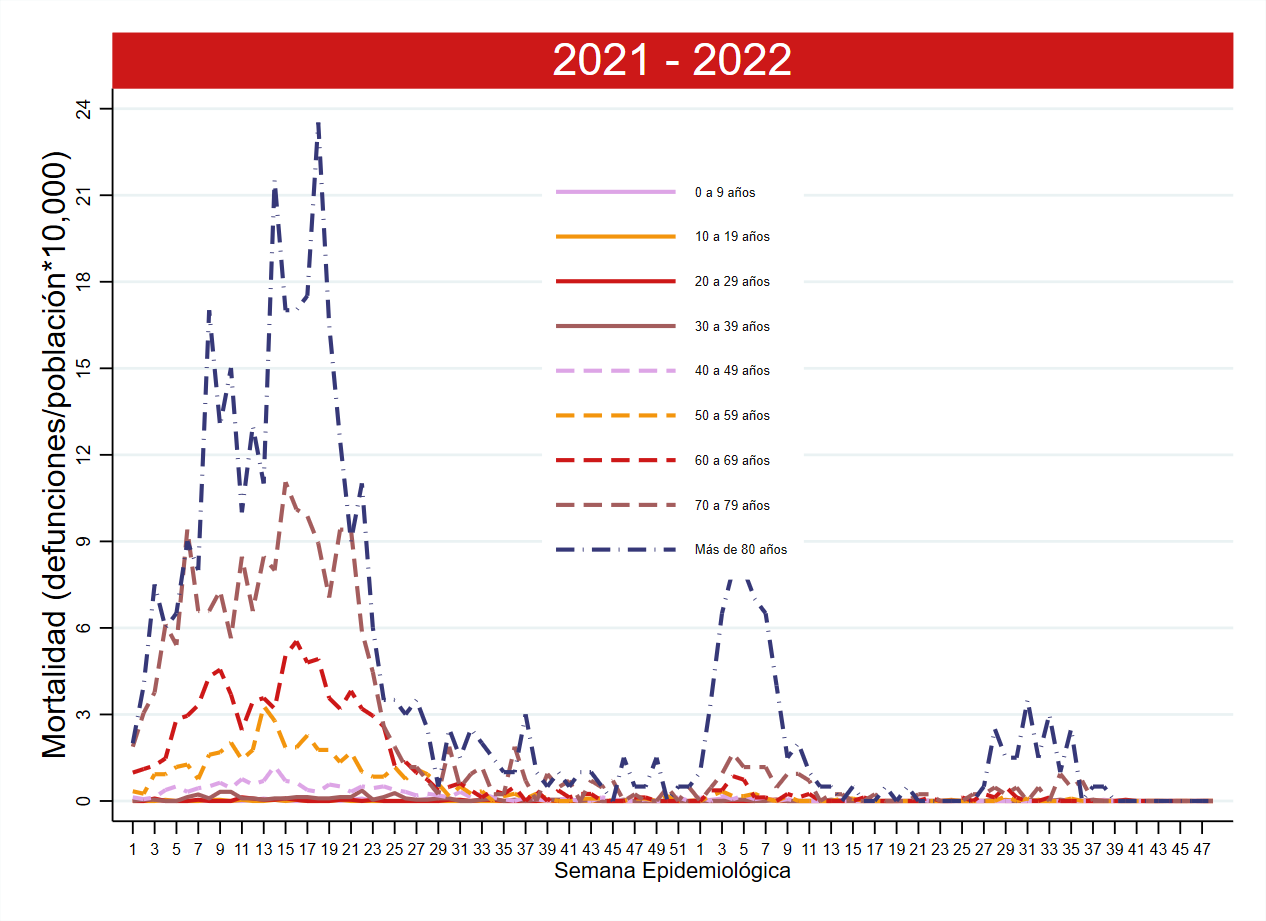 2021 - 2022
Mortalidad (defunciones/población*10,000)
24
21
18
15
12
9
6
3
0
0 a 9 años
10 a 19 años
20 a 29 años
30 a 39 años
40 a 49 años
50 a 59 años
60 a 69 años
70 a 79 años
Más de 80 años
1 3 5 7 9 11 13 15 17 19 21 23 25 27 29 31 33 35 37 39 41 43 45 47 49 51 1 3 5 7 9 11 13 15 17 19 21 23 25 27 29 31 33 35 37 39 41 43 45 47
Semana Epidemiológica